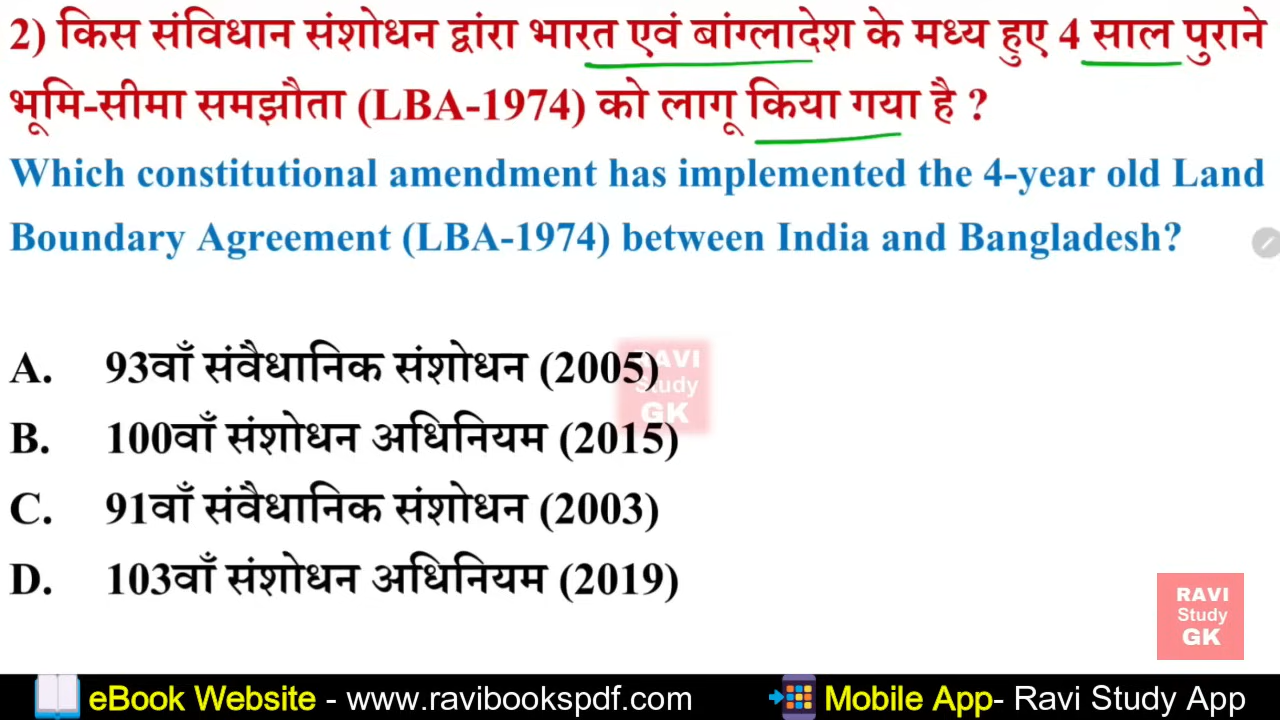 2) किस संविधान संशोधन द्वांरा भारत एवं बांग्लादेश के मध्य हुए 4 साल पुराने
भूमि-सीमा समझौता (LBA-1974) को लागू किया गया है ?
Which constitutional amendment has implemented the 4-year old Land
Boundary Agreement (LBA-1974) between India and Bangladesh?
A. 93वाँ संवैधानिक संशोधन (2005)
B. 100वाँ संशोधन अधिनियम (2015)
C. 91वाँ संवैधानिक संशोधन (2003)
D. 103वाँ संशोधन अधिनियम (2019)
RAVI
Study
GK
RAVI
Study
GK
eBook Website - www.ravibookspdf.com
Mobile App- Ravi Study App